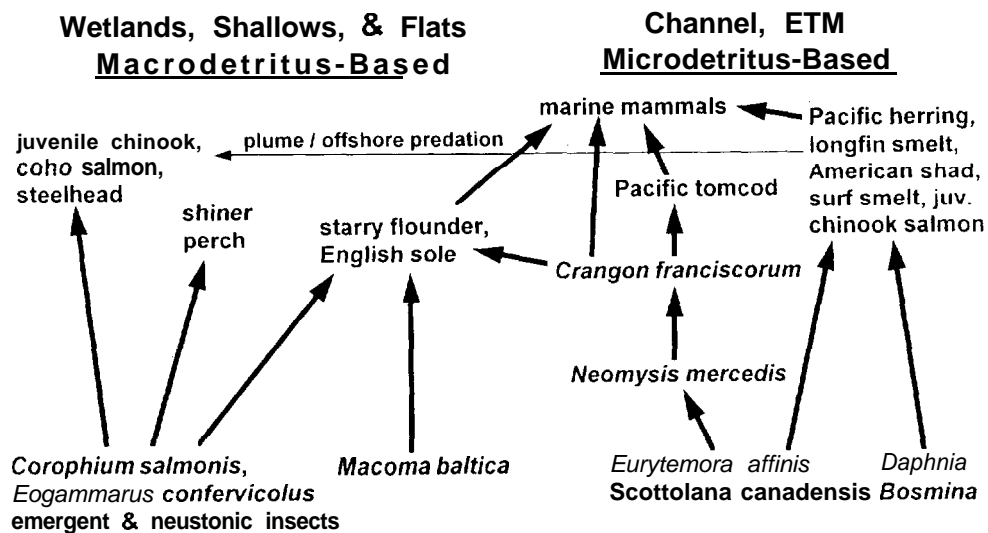 Wetlands, Shallows, & Flats
Macrodetritus-Based
Channel, ETM
Microdetritus-Based
marine mammals
Pacific herring,
longfin smelt,
American shad,
surf smelt, juv.
chinook salmon
juvenile chinook,
coho salmon,
steelhead
plume / offshore predation
Pacific tomcod
shiner
perch
starry flounder,
English sole
Crangon franciscorum
Neomysis mercedis
Corophium salmonis,
Eogammarus confervicolus
emergent & neustonic insects
Macoma baltica
Eurytemora affinis
Scottolana canadensis
Daphnia
Bosmina